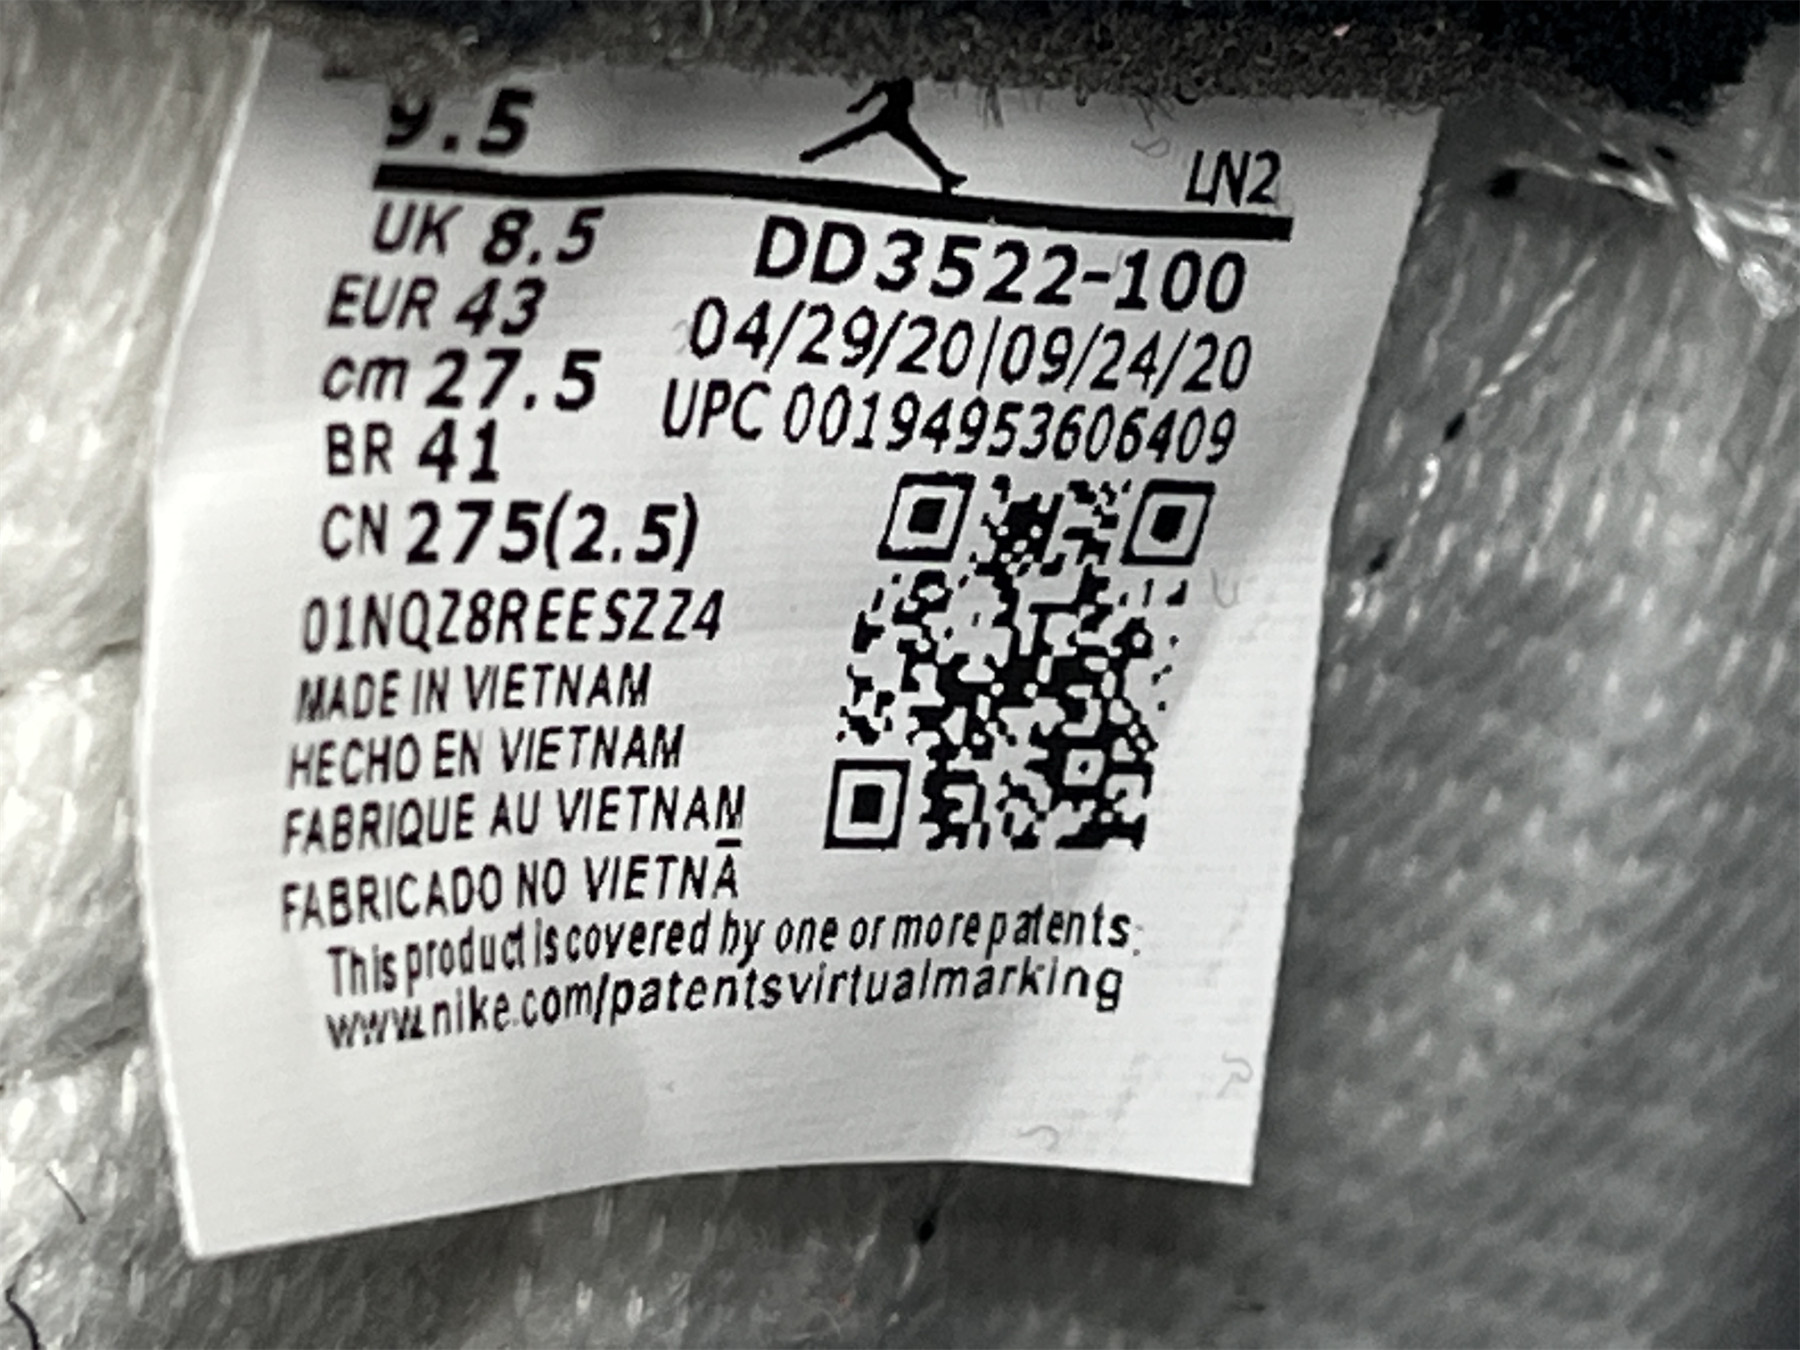 9.5
LN2
UK 8.5
EUR 43
cm 27.5
BR 41
CN 275(2.5)
DD3522-100
04/29/20|09/24/20
UPC 00194953606409
01NQZ8REESZZ4
MADE IN VIETNAM
HECHO EN VIETNAM
FABRIQUE AU VIETNAM
FABRICADO NO VIETNÃ
This product is covered by one or more patents.
www.nike.com/patentsvirtualmarking